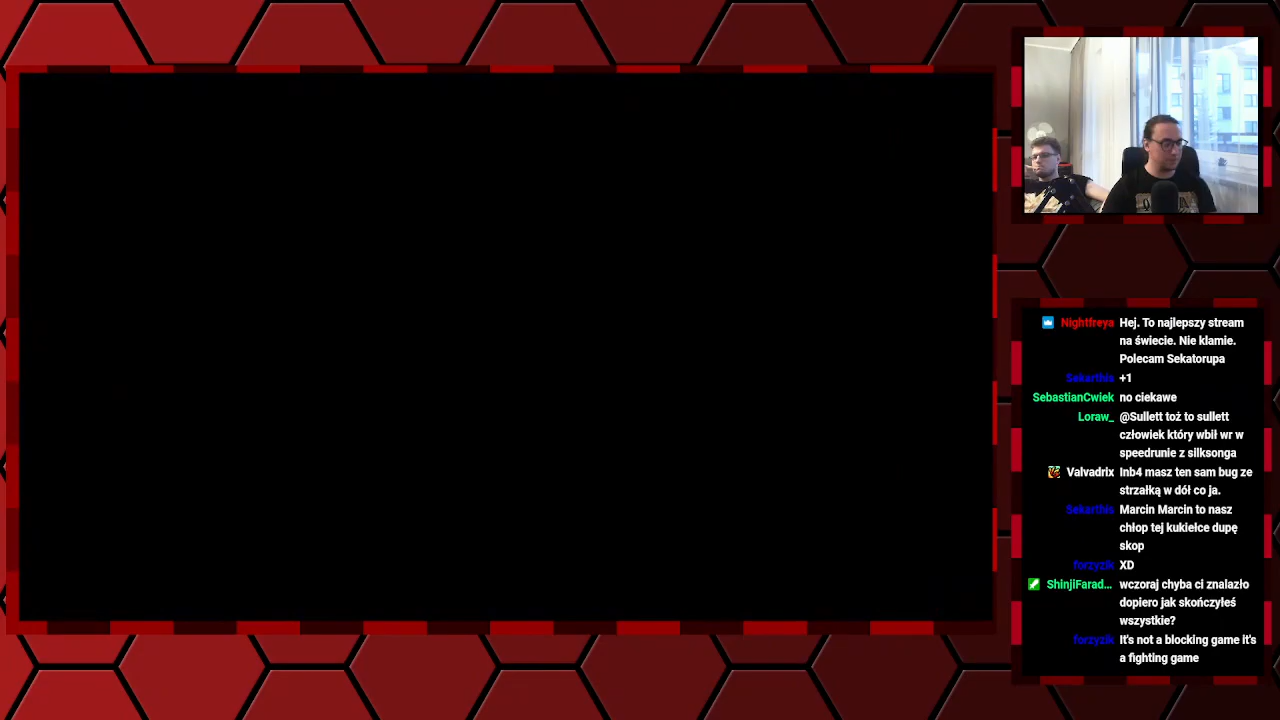 Nightfreya Hej. To najlepszy stream
na świecie. Nie kłamie.
Polecam Sekatorupa
Sekarthis +1
SebastianCwiek no ciekawe
Loraw_ @Sullett toż to sullett
człowiek który wbił wr w
speedrunie z silksonga
Valvadrix Inb4 masz ten sam bug ze
strzałką w dół co ja.
Sekarthis Marcin Marcin to nasz
chłop tej kukiełce dupę
skop
forzyzik XD
ShinjiFarad... wczoraj chyba ci znalazło
dopiero jak skończyłeś
wszystkie?
forzyzik It's not a blocking game it's
a fighting game